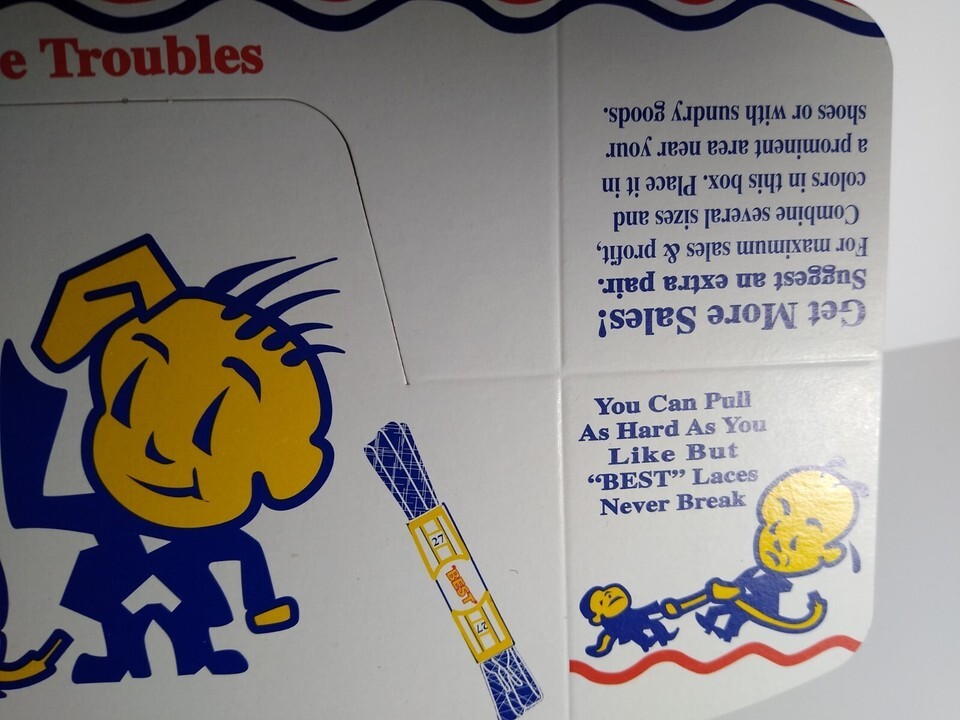 e Troubles
Get More Sales!
Suggest an extra pair.
For maximum sales & profit,
Combine several sizes and
colors in this box. Place it in
a prominent area near your
shoes or with sundry goods.
You Can Pull
As Hard As You
Like But
“BEST” Laces
Never Break
27
BEST
27